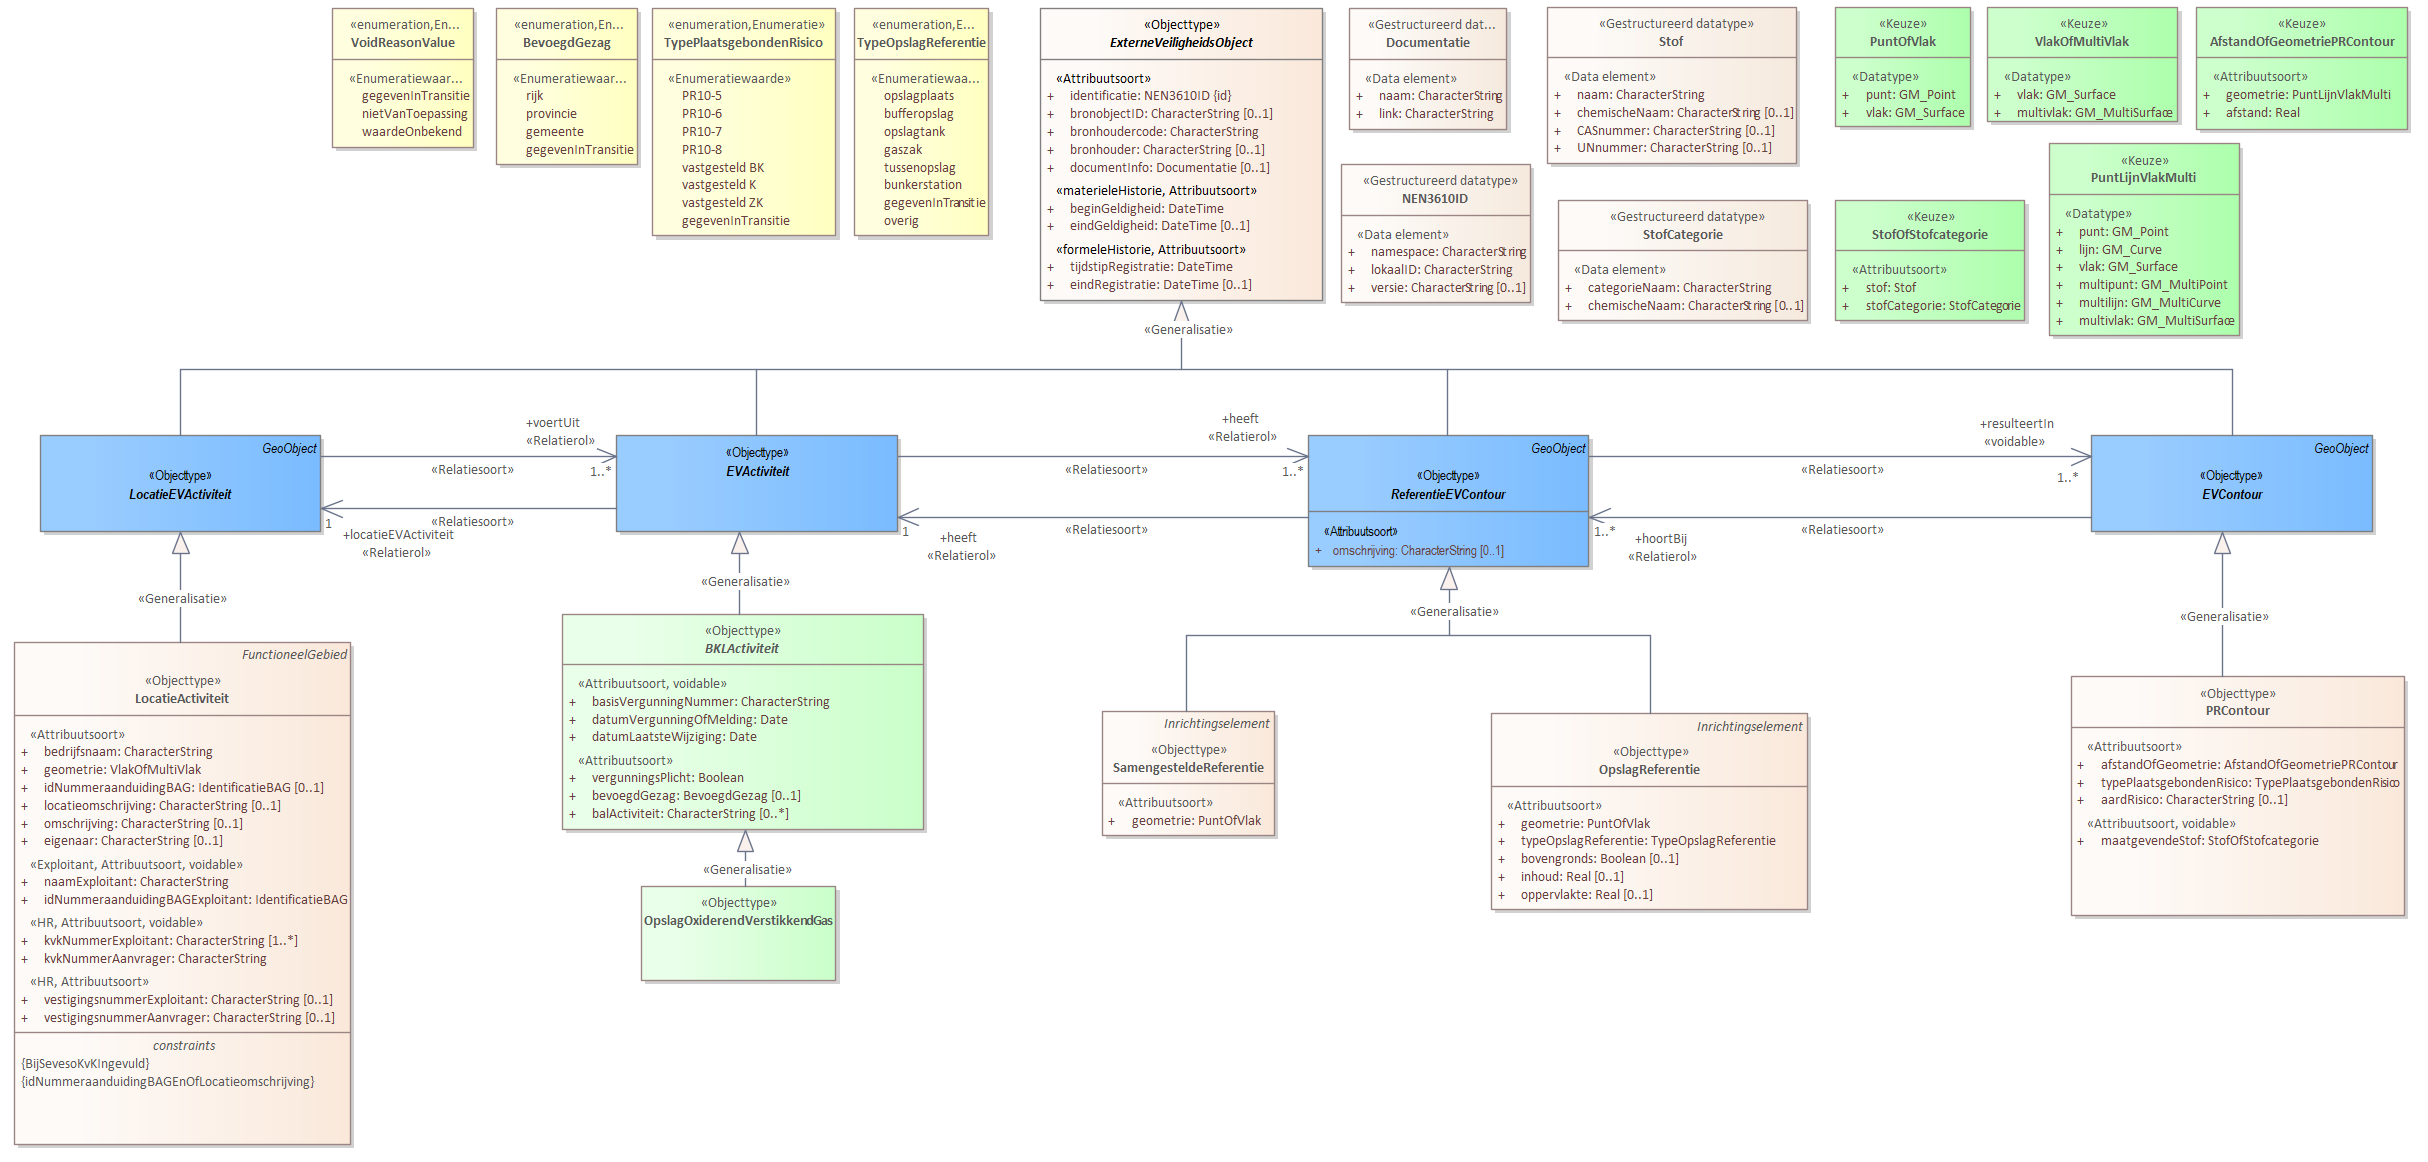 «enumeration,En...
VoidReasonValue
«Enumeratiewaar...
gegevenInTransitie
nietVanToepassing
waardeOnbekend
«enumeration,En...
BevoegdGezag
«Enumeratiewaar...
rijk
provincie
gemeente
gegevenInTransitie
«enumeration,Enumeratie»
TypePlaatsgebondenRisico
«Enumeratiewaarde»
PR10-5
PR10-6
PR10-7
PR10-8
vastgesteld BK
vastgesteld K
vastgesteld ZK
gegevenInTransitie
«enumeration,E...
TypeOpslagReferentie
«Enumeratiewaa...
opslagplaats
bufferopslag
opslagtank
gaszak
tussenopslag
bunkerstation
gegevenInTransitie
overig
«Objecttype»
ExterneVeiligheidsObject
«Attribuutsoort»
+ identificatie: NEN3610ID {id}
+ bronobjectID: CharacterString [0..1]
+ bronhoudercode: CharacterString
+ bronhouder: CharacterString [0..1]
+ documentInfo: Documentatie [0..1]
«materieleHistorie, Attribuutsoort»
+ beginGeldigheid: DateTime
+ eindGeldigheid: DateTime [0..1]
«formeleHistorie, Attribuutsoort»
+ tijdstipRegistratie: DateTime
+ eindRegistratie: DateTime [0..1]
«Gestructureerd dat...
Documentatie
«Data element»
+ naam: CharacterString
+ link: CharacterString
«Gestructureerd datatype»
NEN3610ID
«Data element»
+ namespace: CharacterString
+ lokaalID: CharacterString
+ versie: CharacterString [0..1]
«Gestructureerd datatype»
Stof
«Data element»
+ naam: CharacterString
+ chemischeNaam: CharacterString [0..1]
+ CASnummer: CharacterString [0..1]
+ UNnummer: CharacterString [0..1]
«Gestructureerd datatype»
StofCategorie
«Data element»
+ categorieNaam: CharacterString
+ chemischeNaam: CharacterString [0..1]
«Keuze»
PuntOfVlak
«Datatype»
+ punt: GM_Point
+ vlak: GM_Surface
«Keuze»
VlakOfMultiVlak
«Datatype»
+ vlak: GM_Surface
+ multivlak: GM_MultiSurface
«Keuze»
AfstandOfGeometriePRContour
«Attribuutsoort»
+ geometrie: PuntLijnVlakMulti
+ afstand: Real
«Keuze»
StofOfStofcategorie
«Attribuutsoort»
+ stof: Stof
+ stofCategorie: StofCategorie
«Keuze»
PuntLijnVlakMulti
«Datatype»
+ punt: GM_Point
+ lijn: GM_Curve
+ vlak: GM_Surface
+ multipunt: GM_MultiPoint
+ multilijn: GM_MultiCurve
+ multivlak: GM_MultiSurface
«Generalisatie»
GeoObject
«Objecttype»
LocatieEVActiviteit
+voertUit
«Relatierol»
1..*
«Relatiesoort»
«Relatiesoort»
1
+locatieEVActiviteit
«Relatierol»
«Objecttype»
EVActiviteit
+heeft
«Relatierol»
1..*
«Relatiesoort»
«Relatiesoort»
1
+heeft
«Relatierol»
GeoObject
«Objecttype»
ReferentieEVContour
«Attribuutsoort»
+ omschrijving: CharacterString [0..1]
+resulteertIn
«voidable»
1..*
«Relatiesoort»
«Relatiesoort»
1..*
+hoortBij
«Relatierol»
GeoObject
«Objecttype»
EVContour
«Generalisatie»
«Generalisatie»
«Generalisatie»
«Generalisatie»
FunctioneelGebied
«Objecttype»
LocatieActiviteit
«Attribuutsoort»
+ bedrijfsnaam: CharacterString
+ geometrie: VlakOfMultiVlak
+ idNummeraanduidingBAG: IdentificatieBAG [0..1]
+ locatieomschrijving: CharacterString [0..1]
+ omschrijving: CharacterString [0..1]
+ eigenaar: CharacterString [0..1]
«Exploitant, Attribuutsoort, voidable»
+ naamExploitant: CharacterString
+ idNummeraanduidingBAGExploitant: IdentificatieBAG
«HR, Attribuutsoort, voidable»
+ kvkNummerExploitant: CharacterString [1..*]
+ kvkNummerAanvrager: CharacterString
«HR, Attribuutsoort»
+ vestigingsnummerExploitant: CharacterString [0..1]
+ vestigingsnummerAanvrager: CharacterString [0..1]
constraints
{BijSevesoKvKIngevuld}
{idNummeraanduidingBAGEnOfLocatieomschrijving}
«Objecttype»
BKLActiviteit
«Attribuutsoort, voidable»
+ basisVergunningNummer: CharacterString
+ datumVergunningOfMelding: Date
+ datumLaatsteWijziging: Date
«Attribuutsoort»
+ vergunningsPlicht: Boolean
+ bevoegdGezag: BevoegdGezag [0..1]
+ balActiviteit: CharacterString [0..*]
«Generalisatie»
«Objecttype»
OpslagOxiderendVerstikkendGas
Inrichtingselement
«Objecttype»
SamengesteldeReferentie
«Attribuutsoort»
+ geometrie: PuntOfVlak
Inrichtingselement
«Objecttype»
OpslagReferentie
«Attribuutsoort»
+ geometrie: PuntOfVlak
+ typeOpslagReferentie: TypeOpslagReferentie
+ bovengronds: Boolean [0..1]
+ inhoud: Real [0..1]
+ oppervlakte: Real [0..1]
«Objecttype»
PRContour
«Attribuutsoort»
+ afstandOfGeometrie: AfstandOfGeometriePRContour
+ typePlaatsgebondenRisico: TypePlaatsgebondenRisico
+ aardRisico: CharacterString [0..1]
«Attribuutsoort, voidable»
+ maatgevendeStof: StofOfStofcategorie